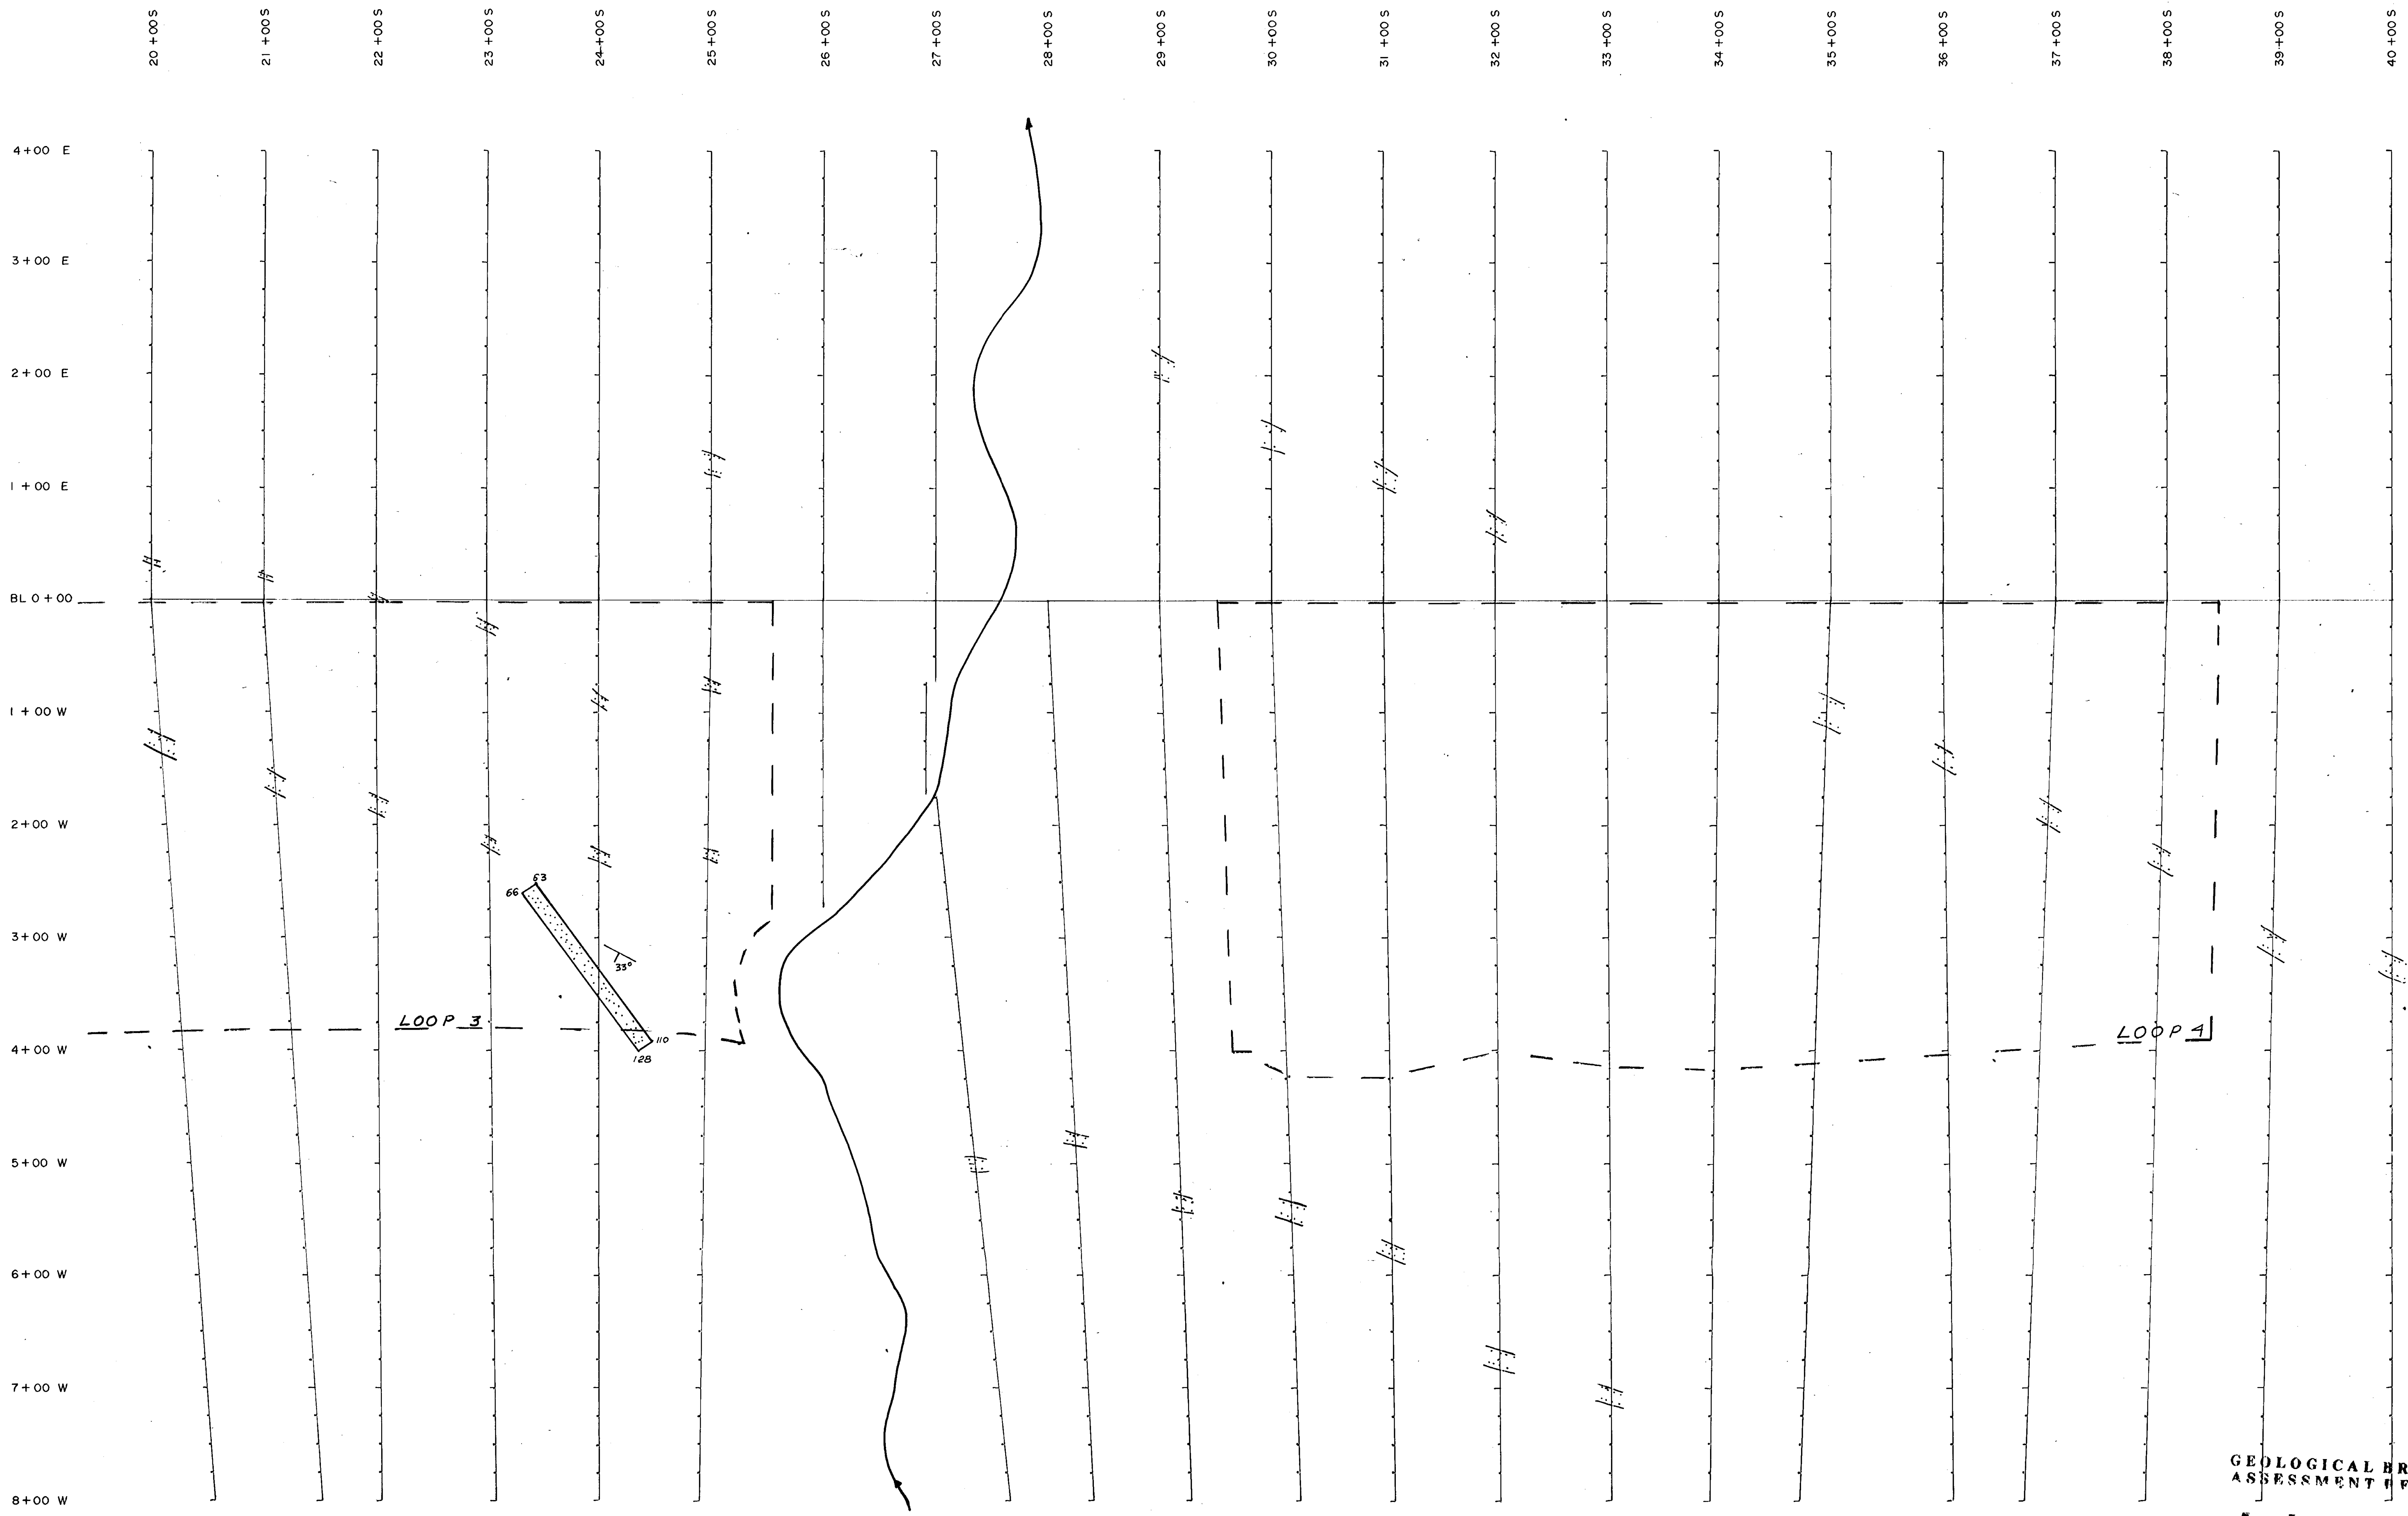 20+00S
21+00S
22+00S
23+00S
24+00S
25+00S
26+00S
27+00S
28+00S
29+00S
30+00S
31+00S
32+00S
33+00S
34+00S
35+00S
36+00S
37+00S
38+00S
39+00S
40+00S
4+00 E
3+00 E
2+00 E
1+00 E
BL 0+00
1+00 W
2+00 W
63
66
3+00 W
33°
LOOP 3
LOOP 4
110
4+00 W
128
5+00 W
6+00 W
7+00 W
GEOLOGICAL BR
ASSESSMENT
8+00 W